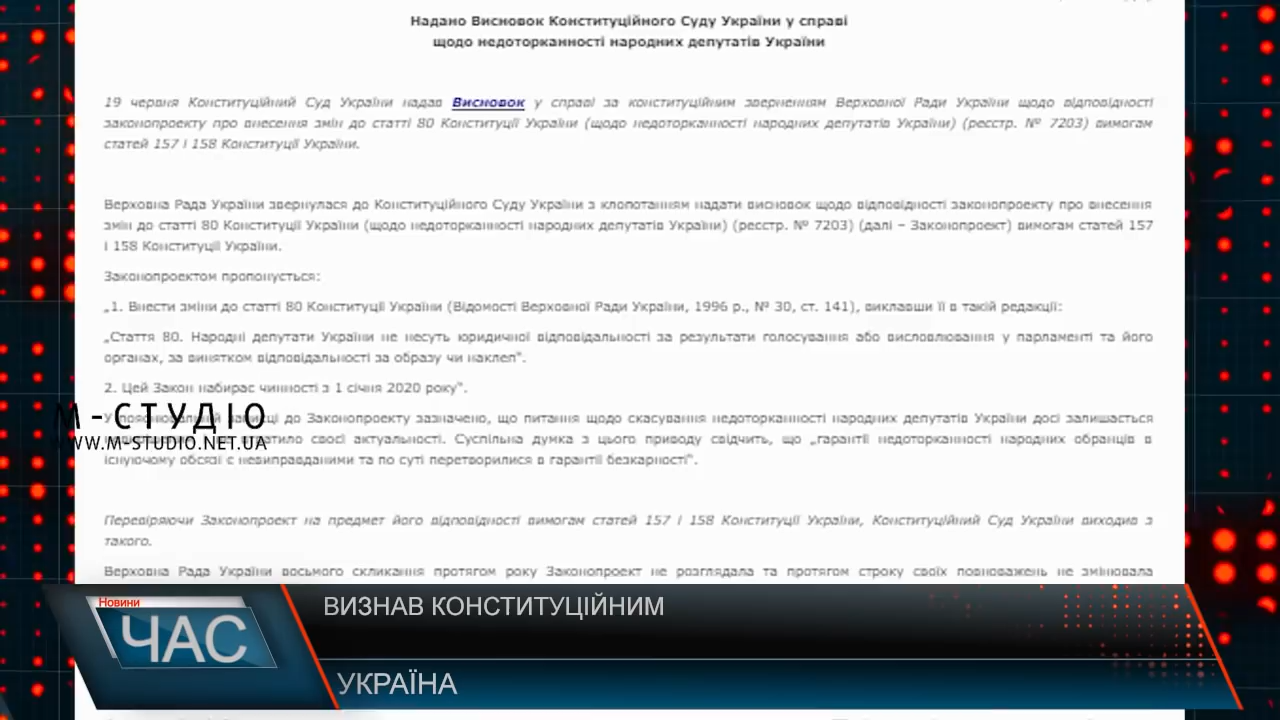 Надано Висновок Конституційного Суду України у справі
щодо недоторканності народних депутатів України
19 червня Конституційний Суд України надав Висновок у справі за конституційним зверненням Верховної Ради України щодо відповідності
законопроекту про внесення змін до статті 80 Конституції України (щодо недоторканності народних депутатів України) (реєстр. № 7203) вимогам
статей 157 і 158 Конституції України.
Верховна Рада України звернулася до Конституційного Суду України з клопотанням надати висновок щодо відповідності законопроекту про внесення
змін до статті 80 Конституції України (щодо недоторканності народних депутатів України) (реєстр. № 7203) (далі – Законопроект) вимогам статей 157
і 158 Конституції України.
Законопроектом пропонується:
„1. Внести зміни до статті 80 Конституції України (Відомості Верховної Ради України, 1996 р., № 30, ст. 141), виклавши її в такій редакції:
„Стаття 80. Народні депутати України не несуть юридичної відповідальності за результати голосування або висловлювання у парламенті та його
органах, за винятком відповідальності за образу чи наклеп".
2. Цей Закон набирає чинності з 1 січня 2020 року".
М-СТУДІО
до Законопроекту зазначено, що питання щодо скасування недоторканності народних депутатів України досі залишається
WWW.M-STUDIO.NET.UA
своєї актуальності. Суспільна думка з цього приводу свідчить, що „гарантії недоторканності народних обранців в
існуючому обсязі є невиправданими та по суті перетворилися в гарантії безкарності".
Перевіряючи Законопроект на предмет його відповідності вимогам статей 157 і 158 Конституції України, Конституційний Суд України виходив з
такого.
Верховна Рада України восьмого скликання протягом року Законопроект не розглядала та протягом строку своїх повноважень не змінювала
Новини
ЧАС
ВИЗНАВ КОНСТИТУЦІЙНИМ
УКРАЇНА